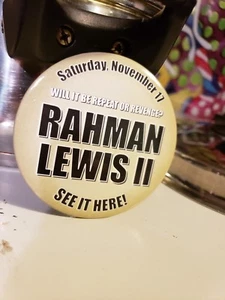 Saturday, November 17
WILL IT BE REPEAT OR REVENGE?
RAHMAN
LEWIS II
SEE IT HERE!